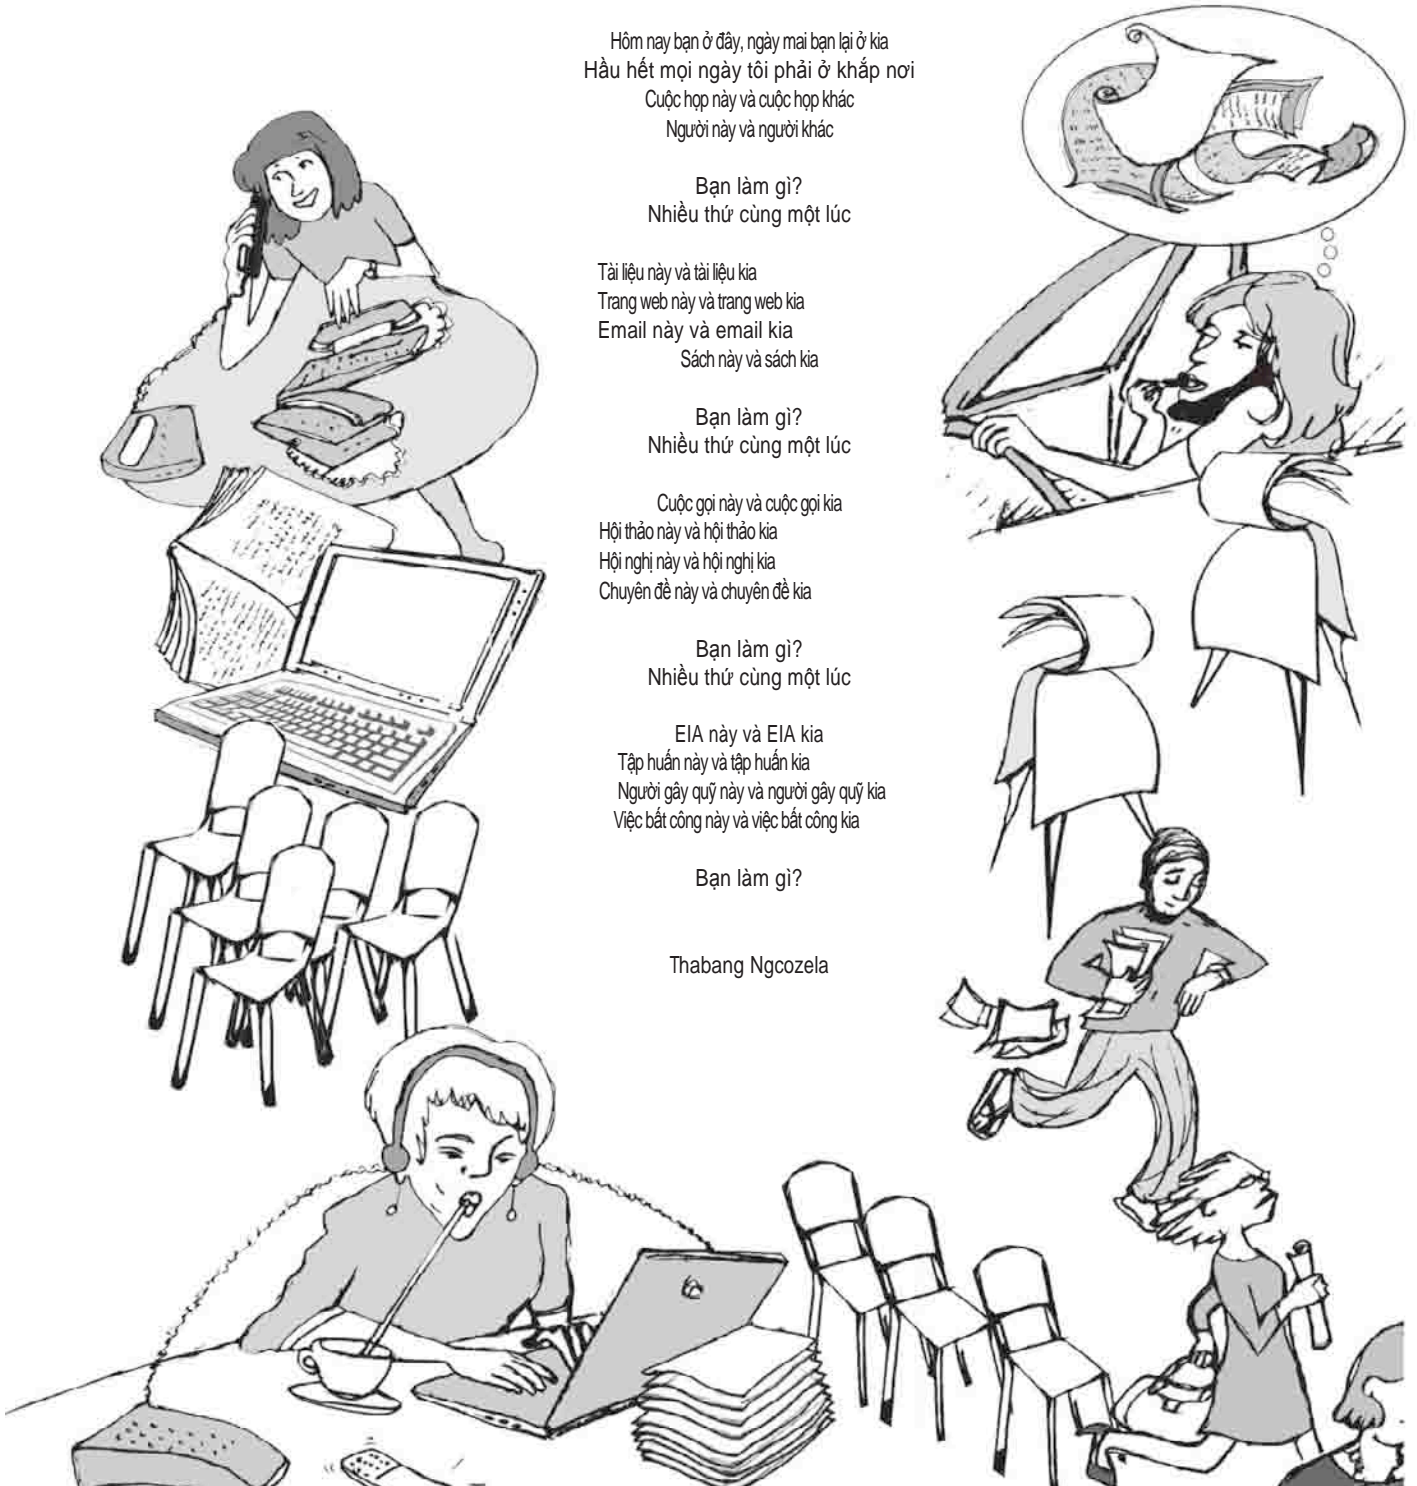 Hôm nay bạn ở đây, ngày mai bạn lại ở kia
Hầu hết mọi ngày tôi phải ở khắp nơi
Cuộc họp này và cuộc họp khác
Người này và người khác
Bạn làm gì?
Nhiều thứ cùng một lúc
Tài liệu này và tài liệu kia
Trang web này và trang web kia
Email này và email kia
Sách này và sách kia
Bạn làm gì?
Nhiều thứ cùng một lúc
Cuộc gọi này và cuộc gọi kia
Hội thảo này và hội thảo kia
Hội nghị này và hội nghị kia
Chuyên đề này và chuyên đề kia
Bạn làm gì?
Nhiều thứ cùng một lúc
EIA này và EIA kia
Tập huấn này và tập huấn kia
Người gây quỹ này và người gây quỹ kia
Việc bất công này và việc bất công kia
Bạn làm gì?
Thabang Ngcozela